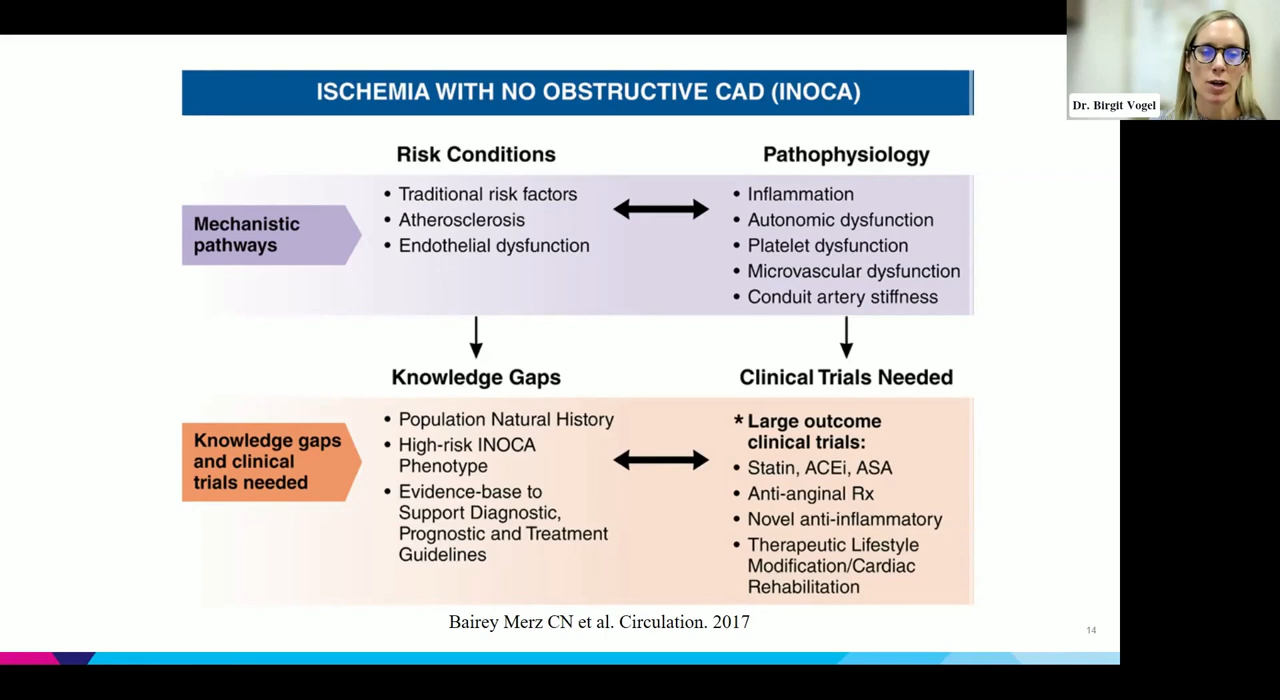 Dr. Birgit Vogel
ISCHEMIA WITH NO OBSTRUCTIVE CAD (INOCA)
Risk Conditions
Pathophysiology
Mechanistic
pathways
• Traditional risk factors
• Atherosclerosis
• Endothelial dysfunction
• Inflammation
• Autonomic dysfunction
• Platelet dysfunction
• Microvascular dysfunction
• Conduit artery stiffness
Knowledge Gaps
Clinical Trials Needed
Knowledge gaps
and clinical
trials needed
• Population Natural History
• High-risk INOCA
Phenotype
• Evidence-base to
Support Diagnostic,
Prognostic and Treatment
Guidelines
* Large outcome
clinical trials:
• Statin, ACEi, ASA
• Anti-anginal Rx
• Novel anti-inflammatory
• Therapeutic Lifestyle
Modification/Cardiac
Rehabilitation
Bairey Merz CN et al. Circulation. 2017
14